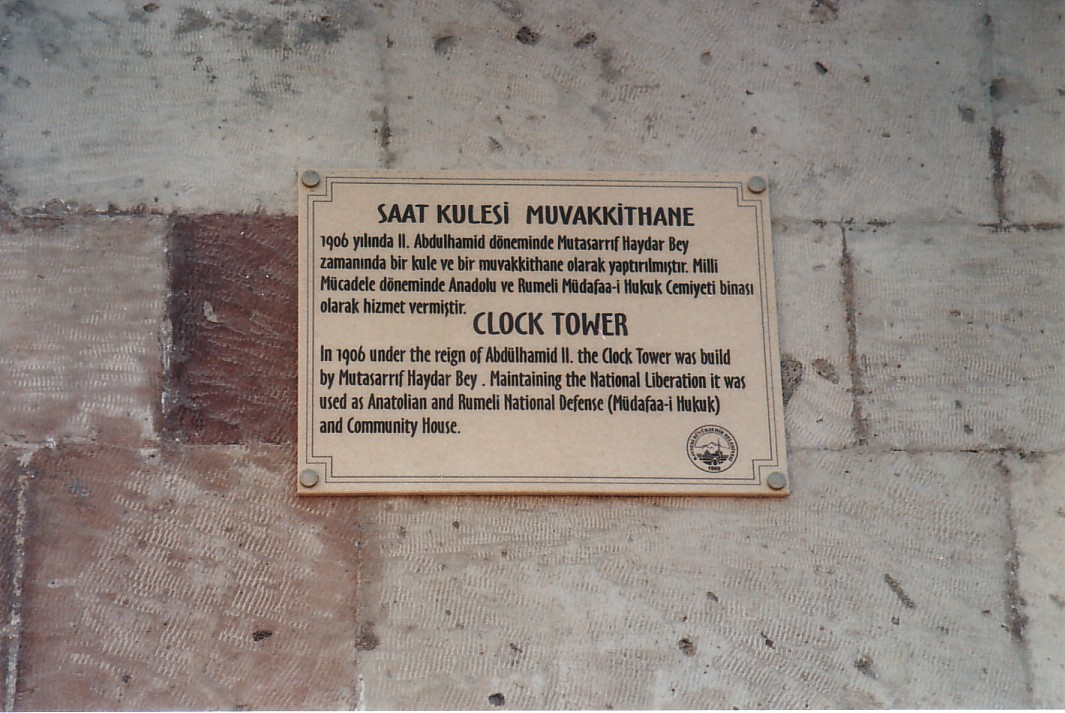 SAAT KULESİ MUVAKKİTHANE
1906 yılında II. Abdulhamid döneminde Mutasarrıf Haydar Bey
zamanında bir kule ve bir muvakkithane olarak yaptırılmıştır. Milli
Mücadele döneminde Anadolu ve Rumeli Müdafaa-i Hukuk Cemiyeti binası
olarak hizmet vermiştir.
CLOCK TOWER
In 1906 under the reign of Abdülhamid II. the Clock Tower was build
by Mutasarrıf Haydar Bey . Maintaining the National Liberation it was
used as Anatolian and Rumeli National Defense (Müdafaa-i Hukuk)
and Community House.